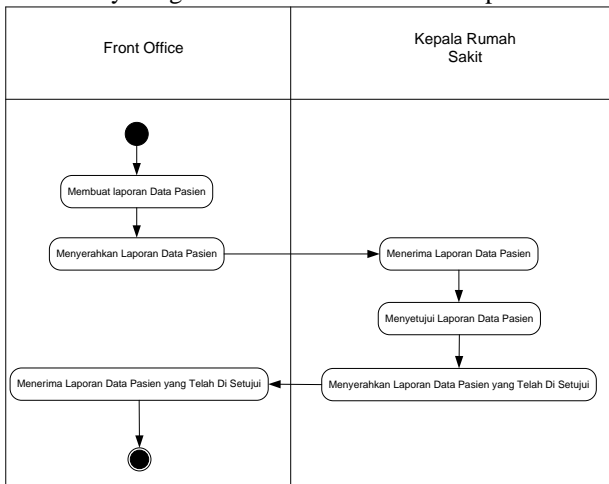 Front Office
Kepala Rumah
Sakit
Membuat laporan Data Pasien
Menyerahkan Laporan Data Pasien
Menerima Laporan Data Pasien
Menyetujui Laporan Data Pasien
Menerima Laporan Data Pasien yang Telah Di Setujui
Menyerahkan Laporan Data Pasien yang Telah Di Setujui